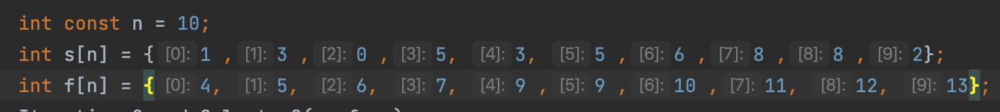 int const n = 10;
int s[n] = { [0]: 1 , [1]: 3 , [2]: 0 , [3]: 5, [4]: 3, [5]: 5 , [6]: 6 , [7]: 8 , [8]: 8 , [9]: 2};
int f[n] = { [0]: 4, [1]: 5, [2]: 6, [3]: 7, [4]: 9 , [5]: 9 , [6]: 10 , [7]: 11, [8]: 12, [9]: 13};